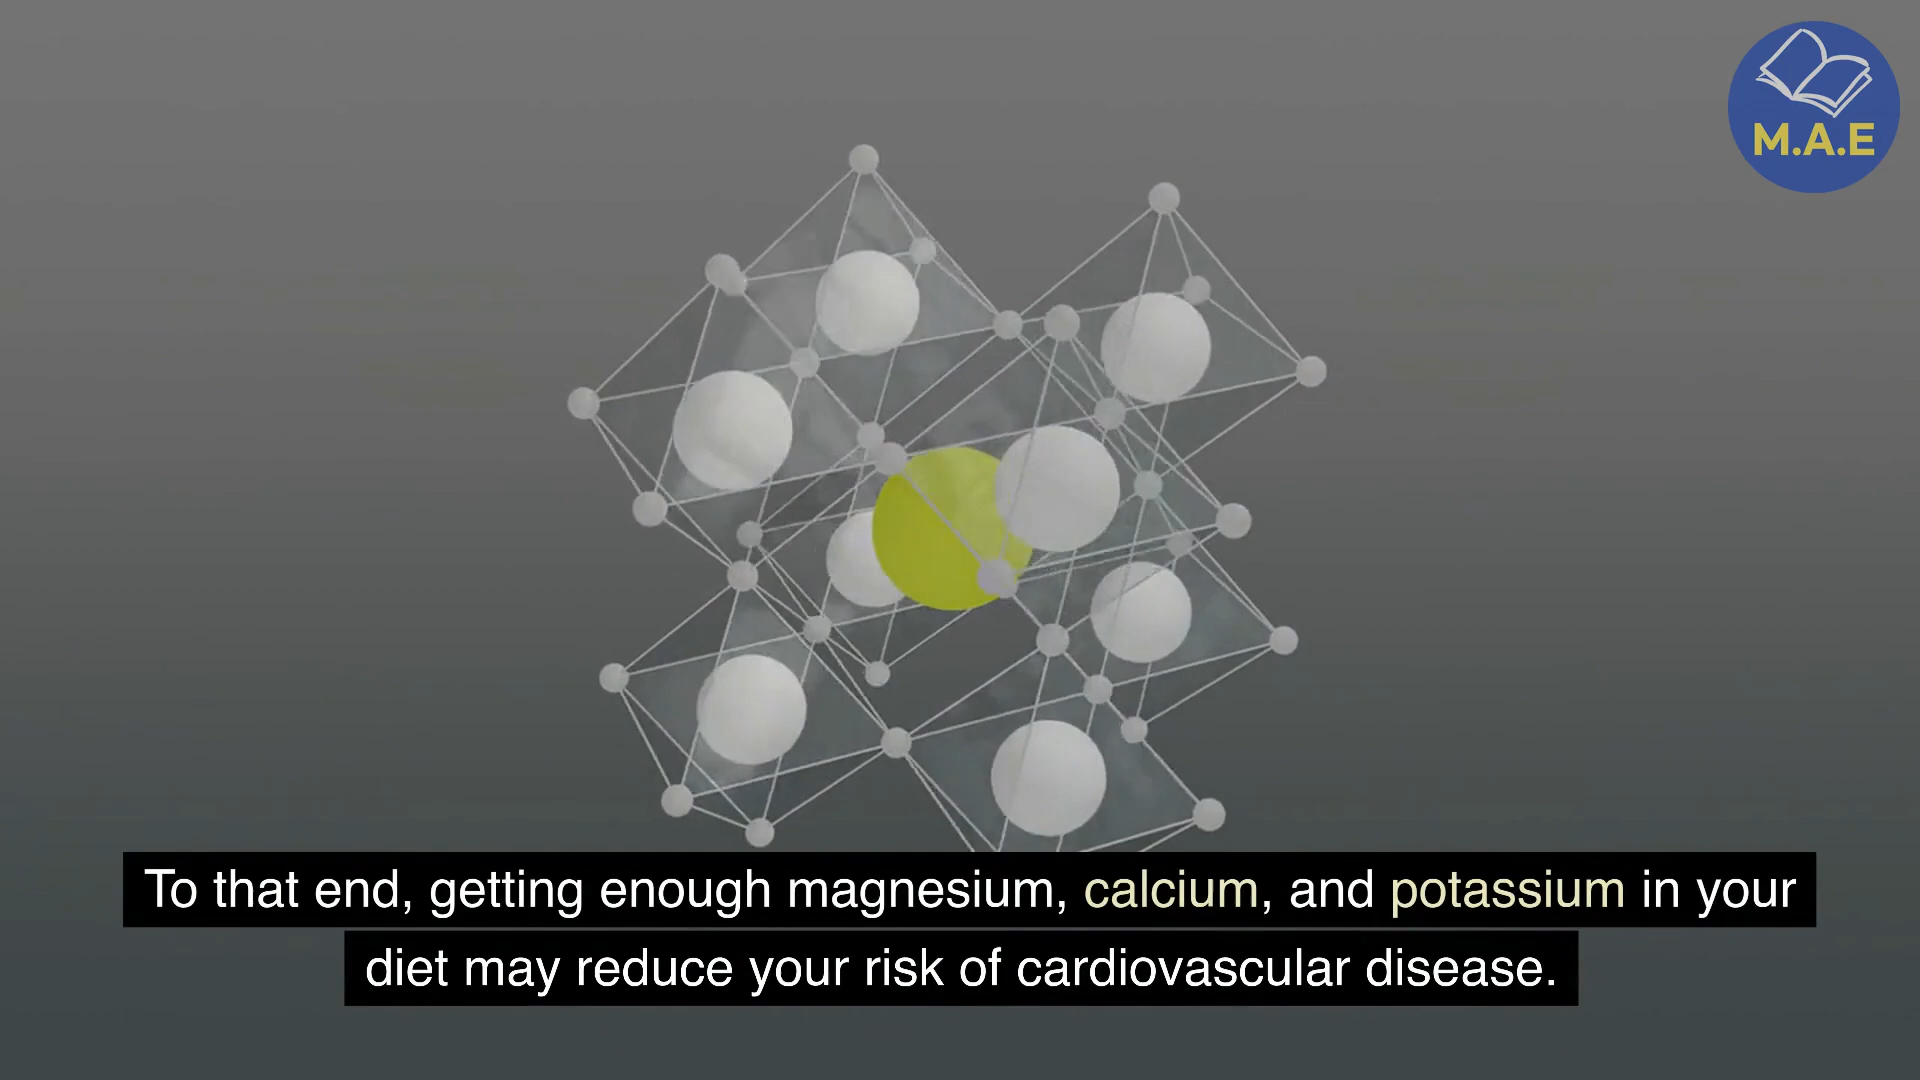 M.A.E
To that end, getting enough magnesium, calcium, and potassium in your
diet may reduce your risk of cardiovascular disease.